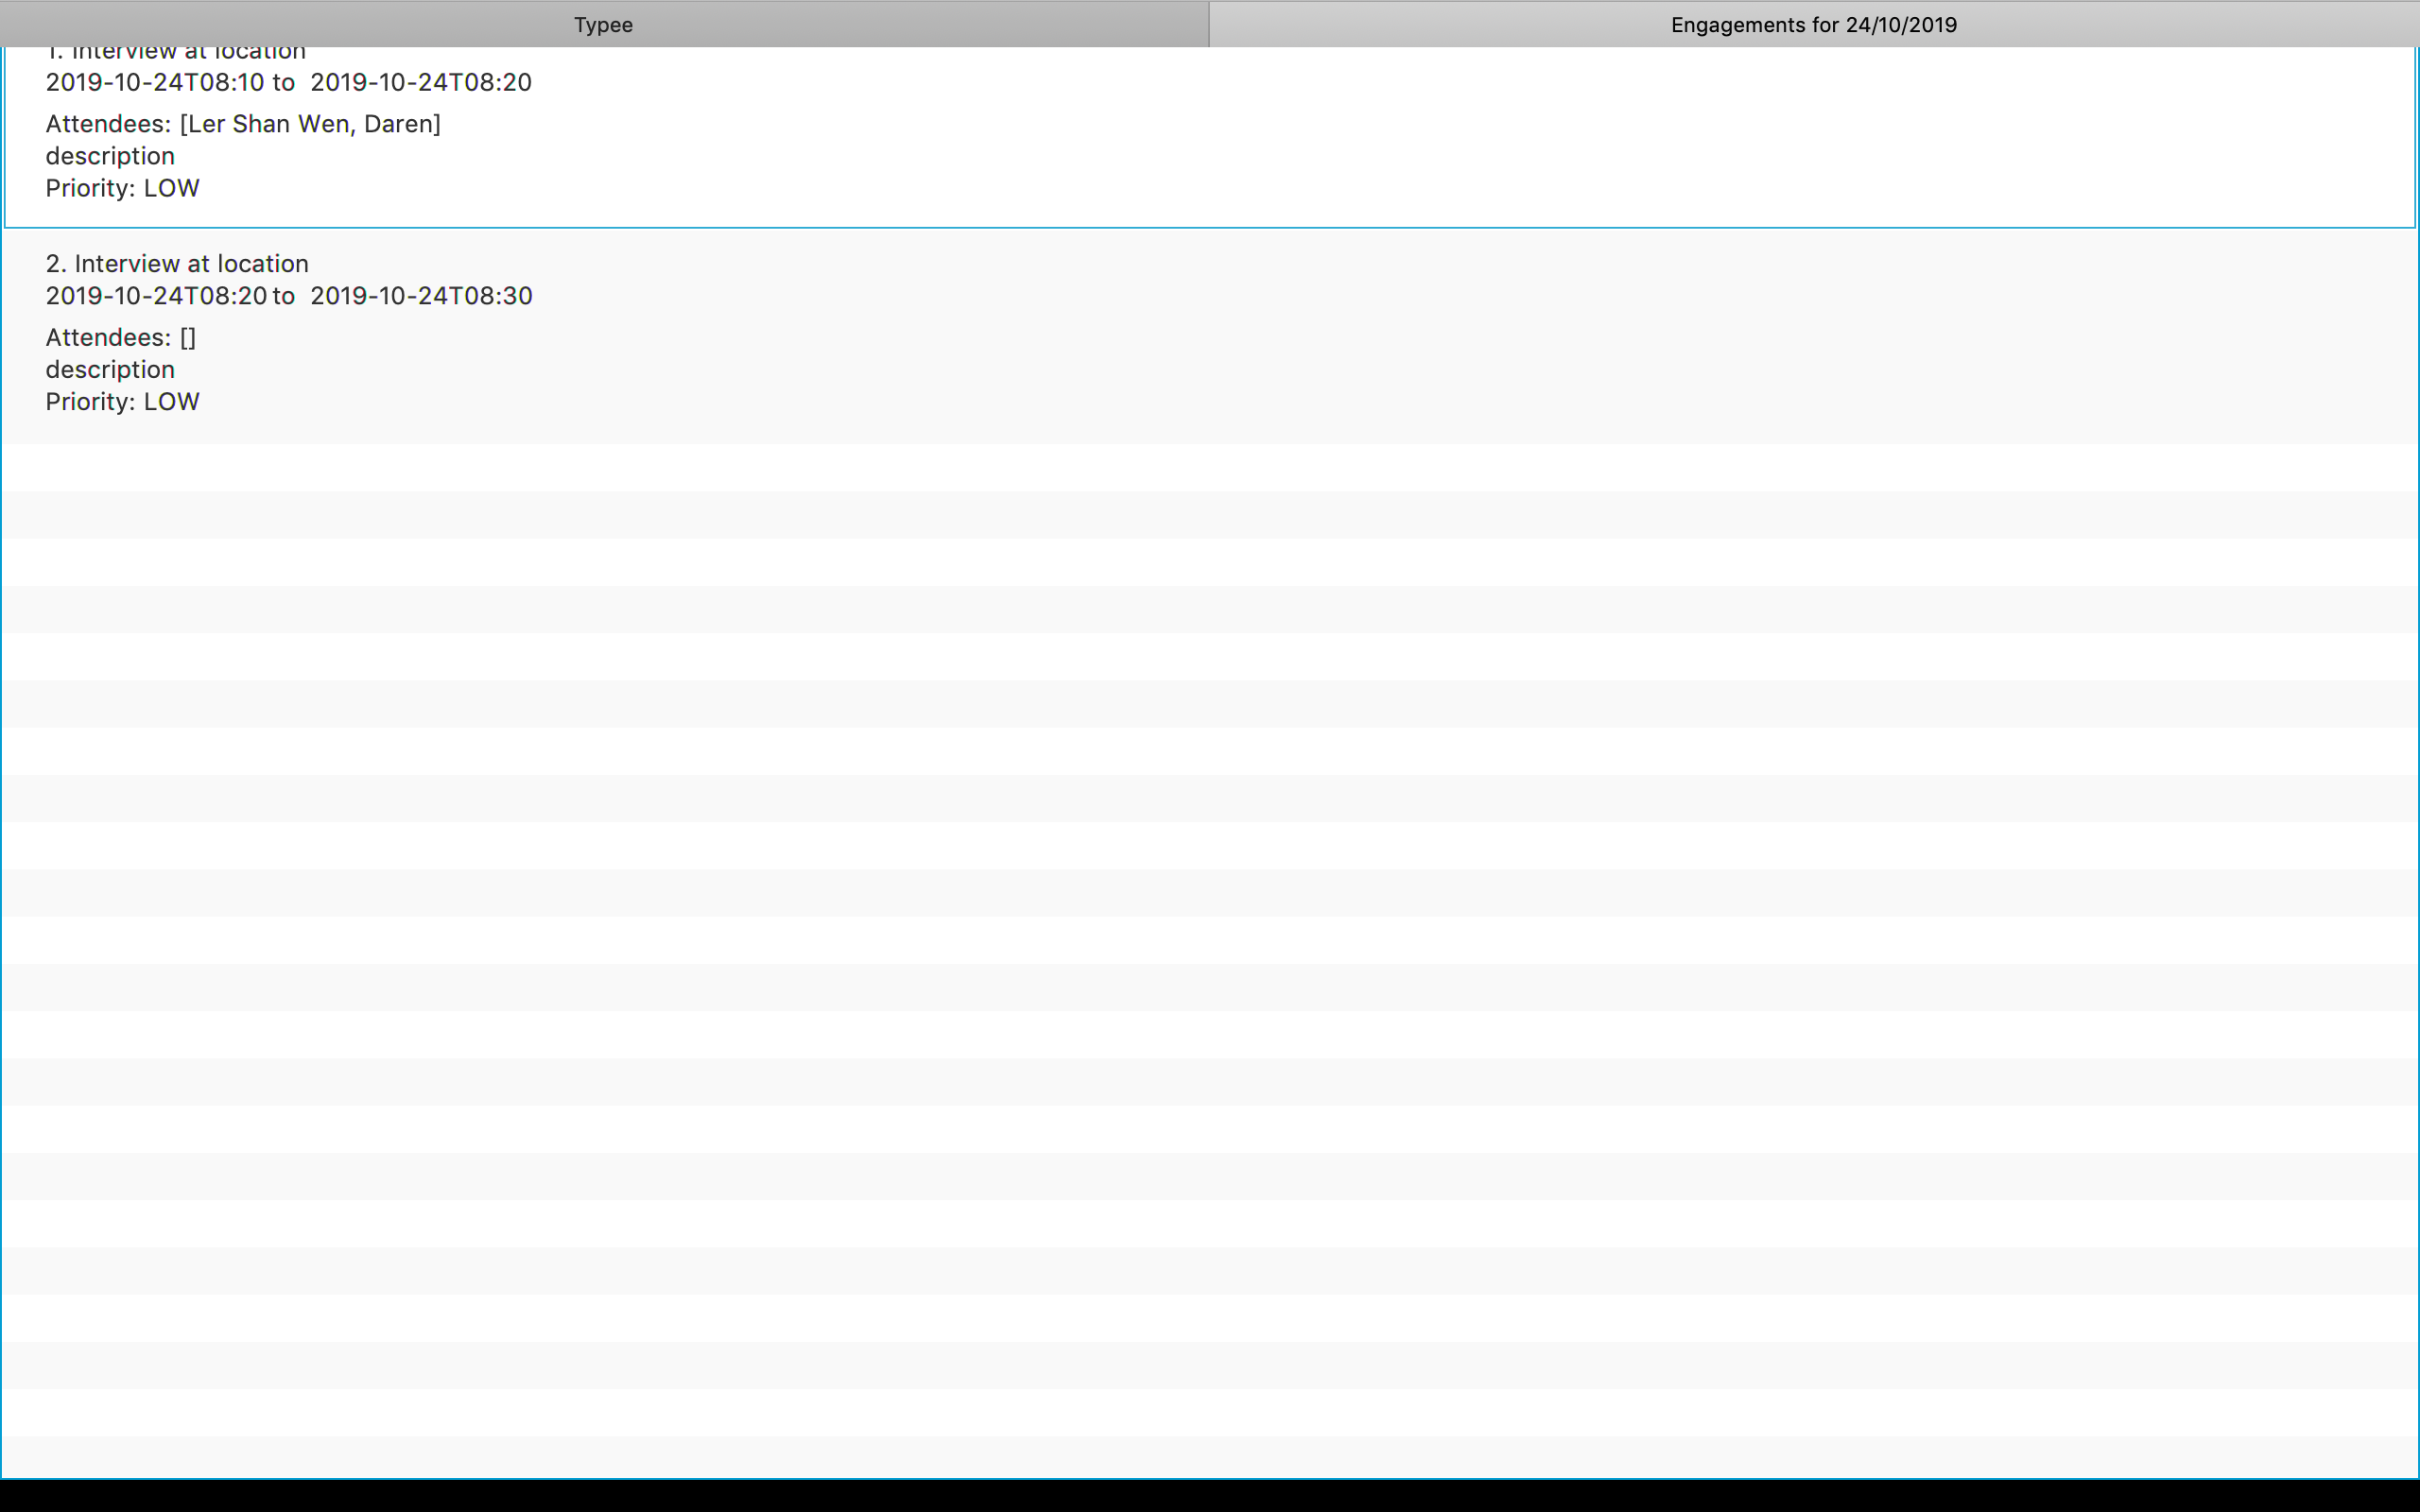 Typee
Engagements for 24/10/2019
1. Interview at location
2019-10-24T08:10 to 2019-10-24T08:20
Attendees: [Ler Shan Wen, Daren]
description
Priority: LOW
2. Interview at location
2019-10-24T08:20 to 2019-10-24T08:30
Attendees: []
description
Priority: LOW